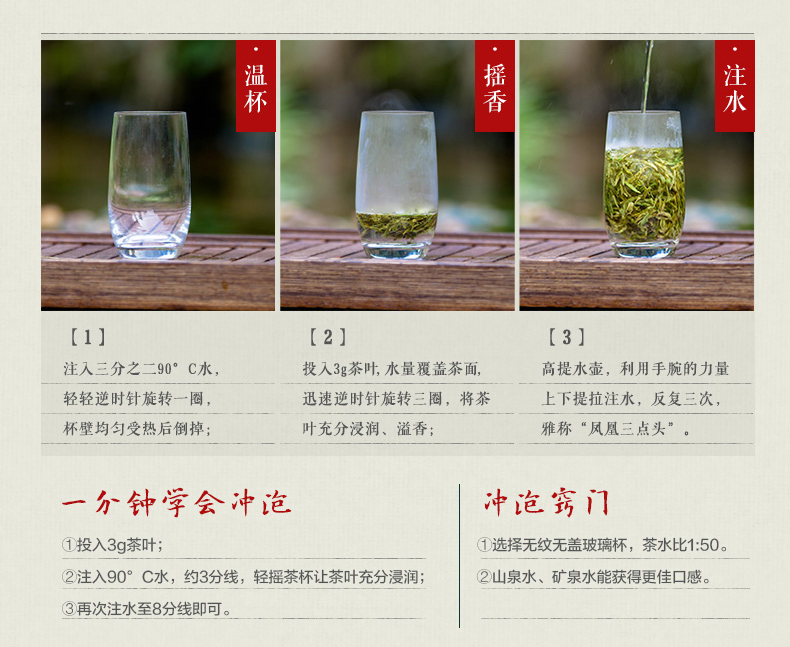 ·温杯
·摇香
·注水
【1】
注入三分之二90°C水，
轻轻逆时针旋转一圈，
杯壁均匀受热后倒掉；
【2】
投入3g茶叶,水量覆盖茶面,
迅速逆时针旋转三圈，将茶
叶充分浸润、溢香；
【3】
高提水壶，利用手腕的力量
上下提拉注水，反复三次，
雅称“凤凰三点头”。
一分钟学会冲泡
①投入3g茶叶；
②注入90°C水，约3分线，轻摇茶杯让茶叶充分浸润；
③再次注水至8分线即可。
冲泡窍门
①选择无纹无盖玻璃杯，茶水比1:50。
②山泉水、矿泉水能获得更佳口感。